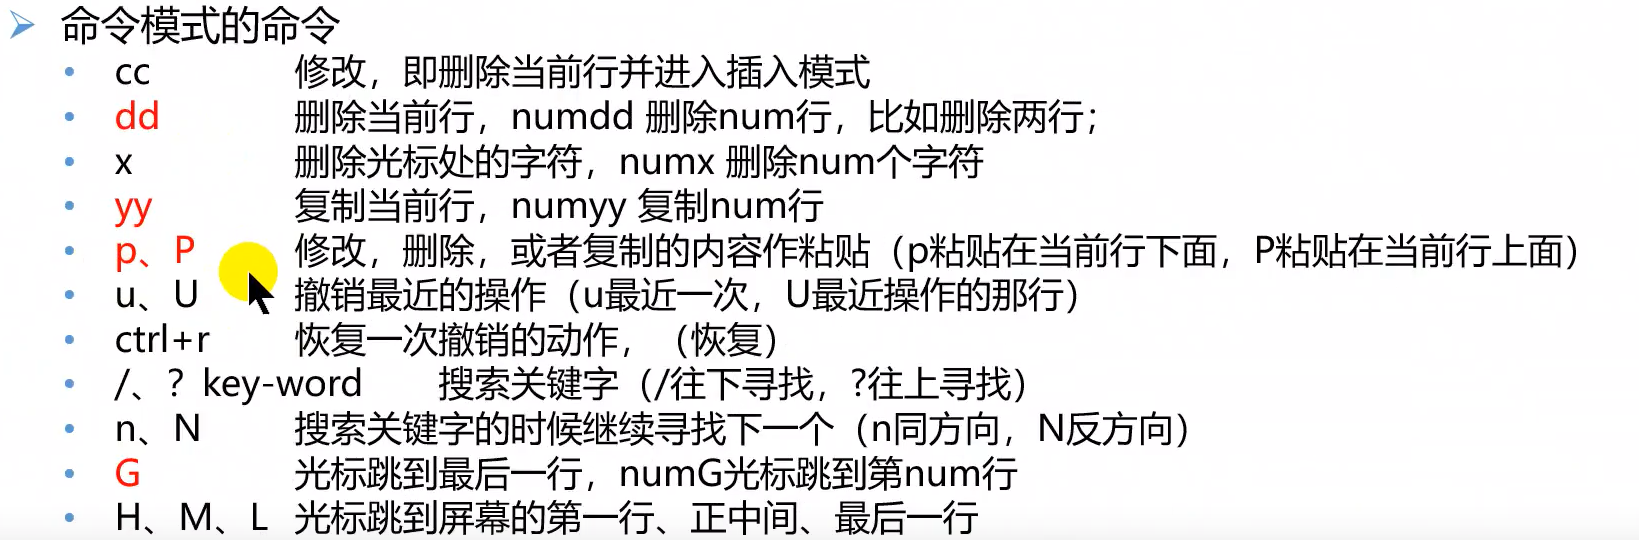 命令模式的命令
cc 修改，即删除当前行并进入插入模式
dd 删除当前行，numdd 删除num行，比如删除两行；
x 删除光标处的字符，numx 删除num个字符
yy 复制当前行，numyy 复制num行
p、P 修改，删除，或者复制的内容作粘贴（p粘贴在当前行下面，P粘贴在当前行上面）
u、U 撤销最近的操作（u最近一次，U最近操作的那行）
ctrl+r 恢复一次撤销的动作，（恢复）
/、? key-word 搜索关键字（/往下寻找，?往上寻找）
n、N 搜索关键字的时候继续寻找下一个（n同方向，N反方向）
G 光标跳到最后一行，numG光标跳到第num行
H、M、L 光标跳到屏幕的第一行、正中间、最后一行